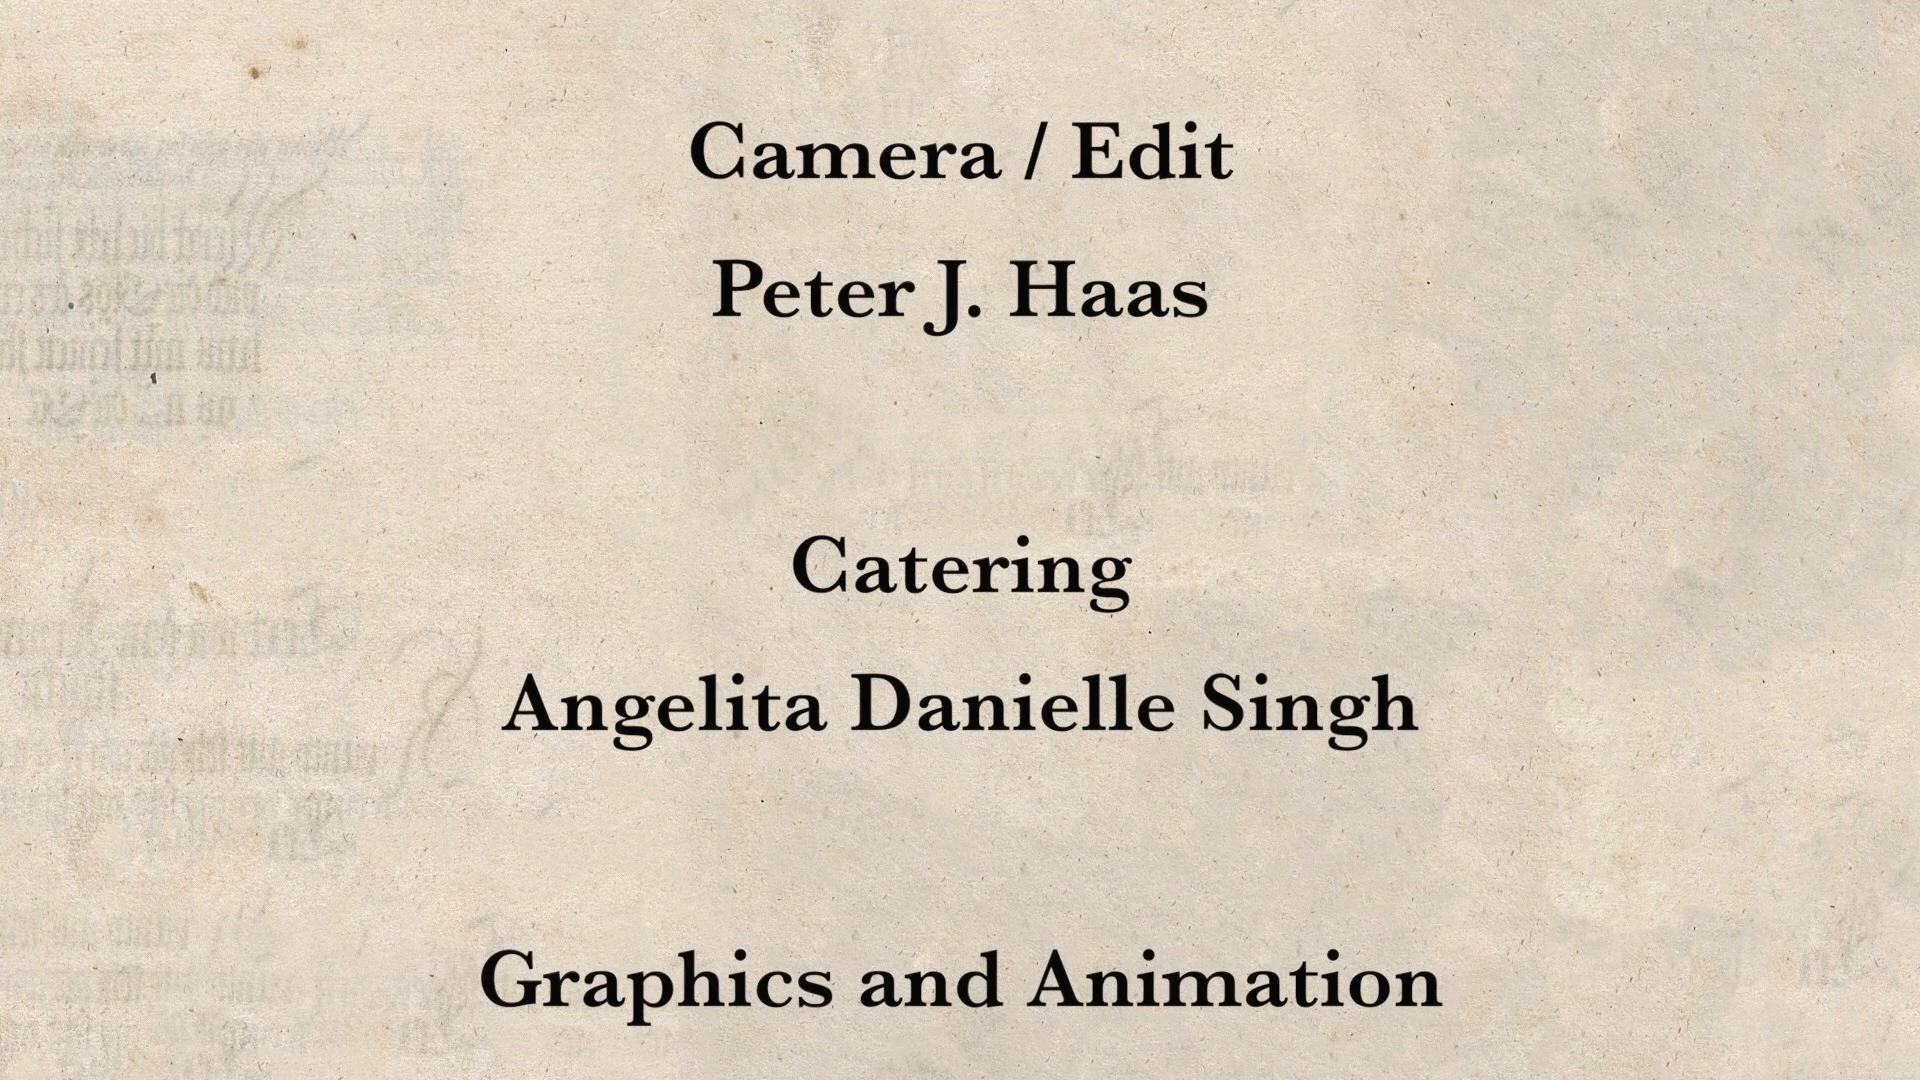 Camera / Edit
Peter J. Haas
Catering
Angelita Danielle Singh
Graphics and Animation